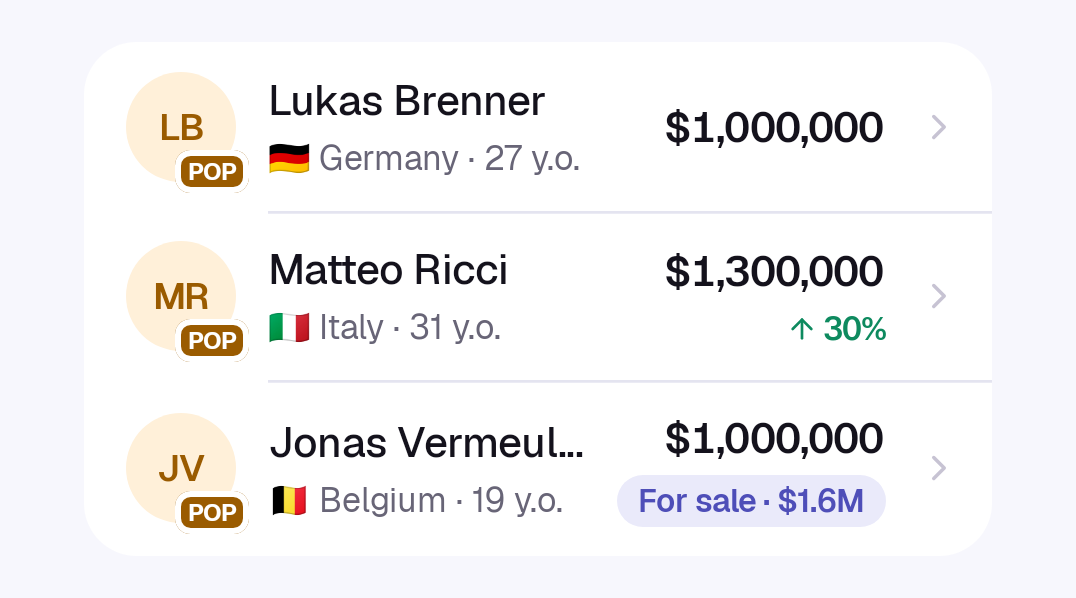 LB
POP
Lukas Brenner
Germany · 27 y.o.
$1,000,000
MR
POP
Matteo Ricci
Italy · 31 y.o.
$1,300,000
↑ 30%
JV
POP
Jonas Vermeul...
Belgium · 19 y.o.
$1,000,000
For sale · $1.6M